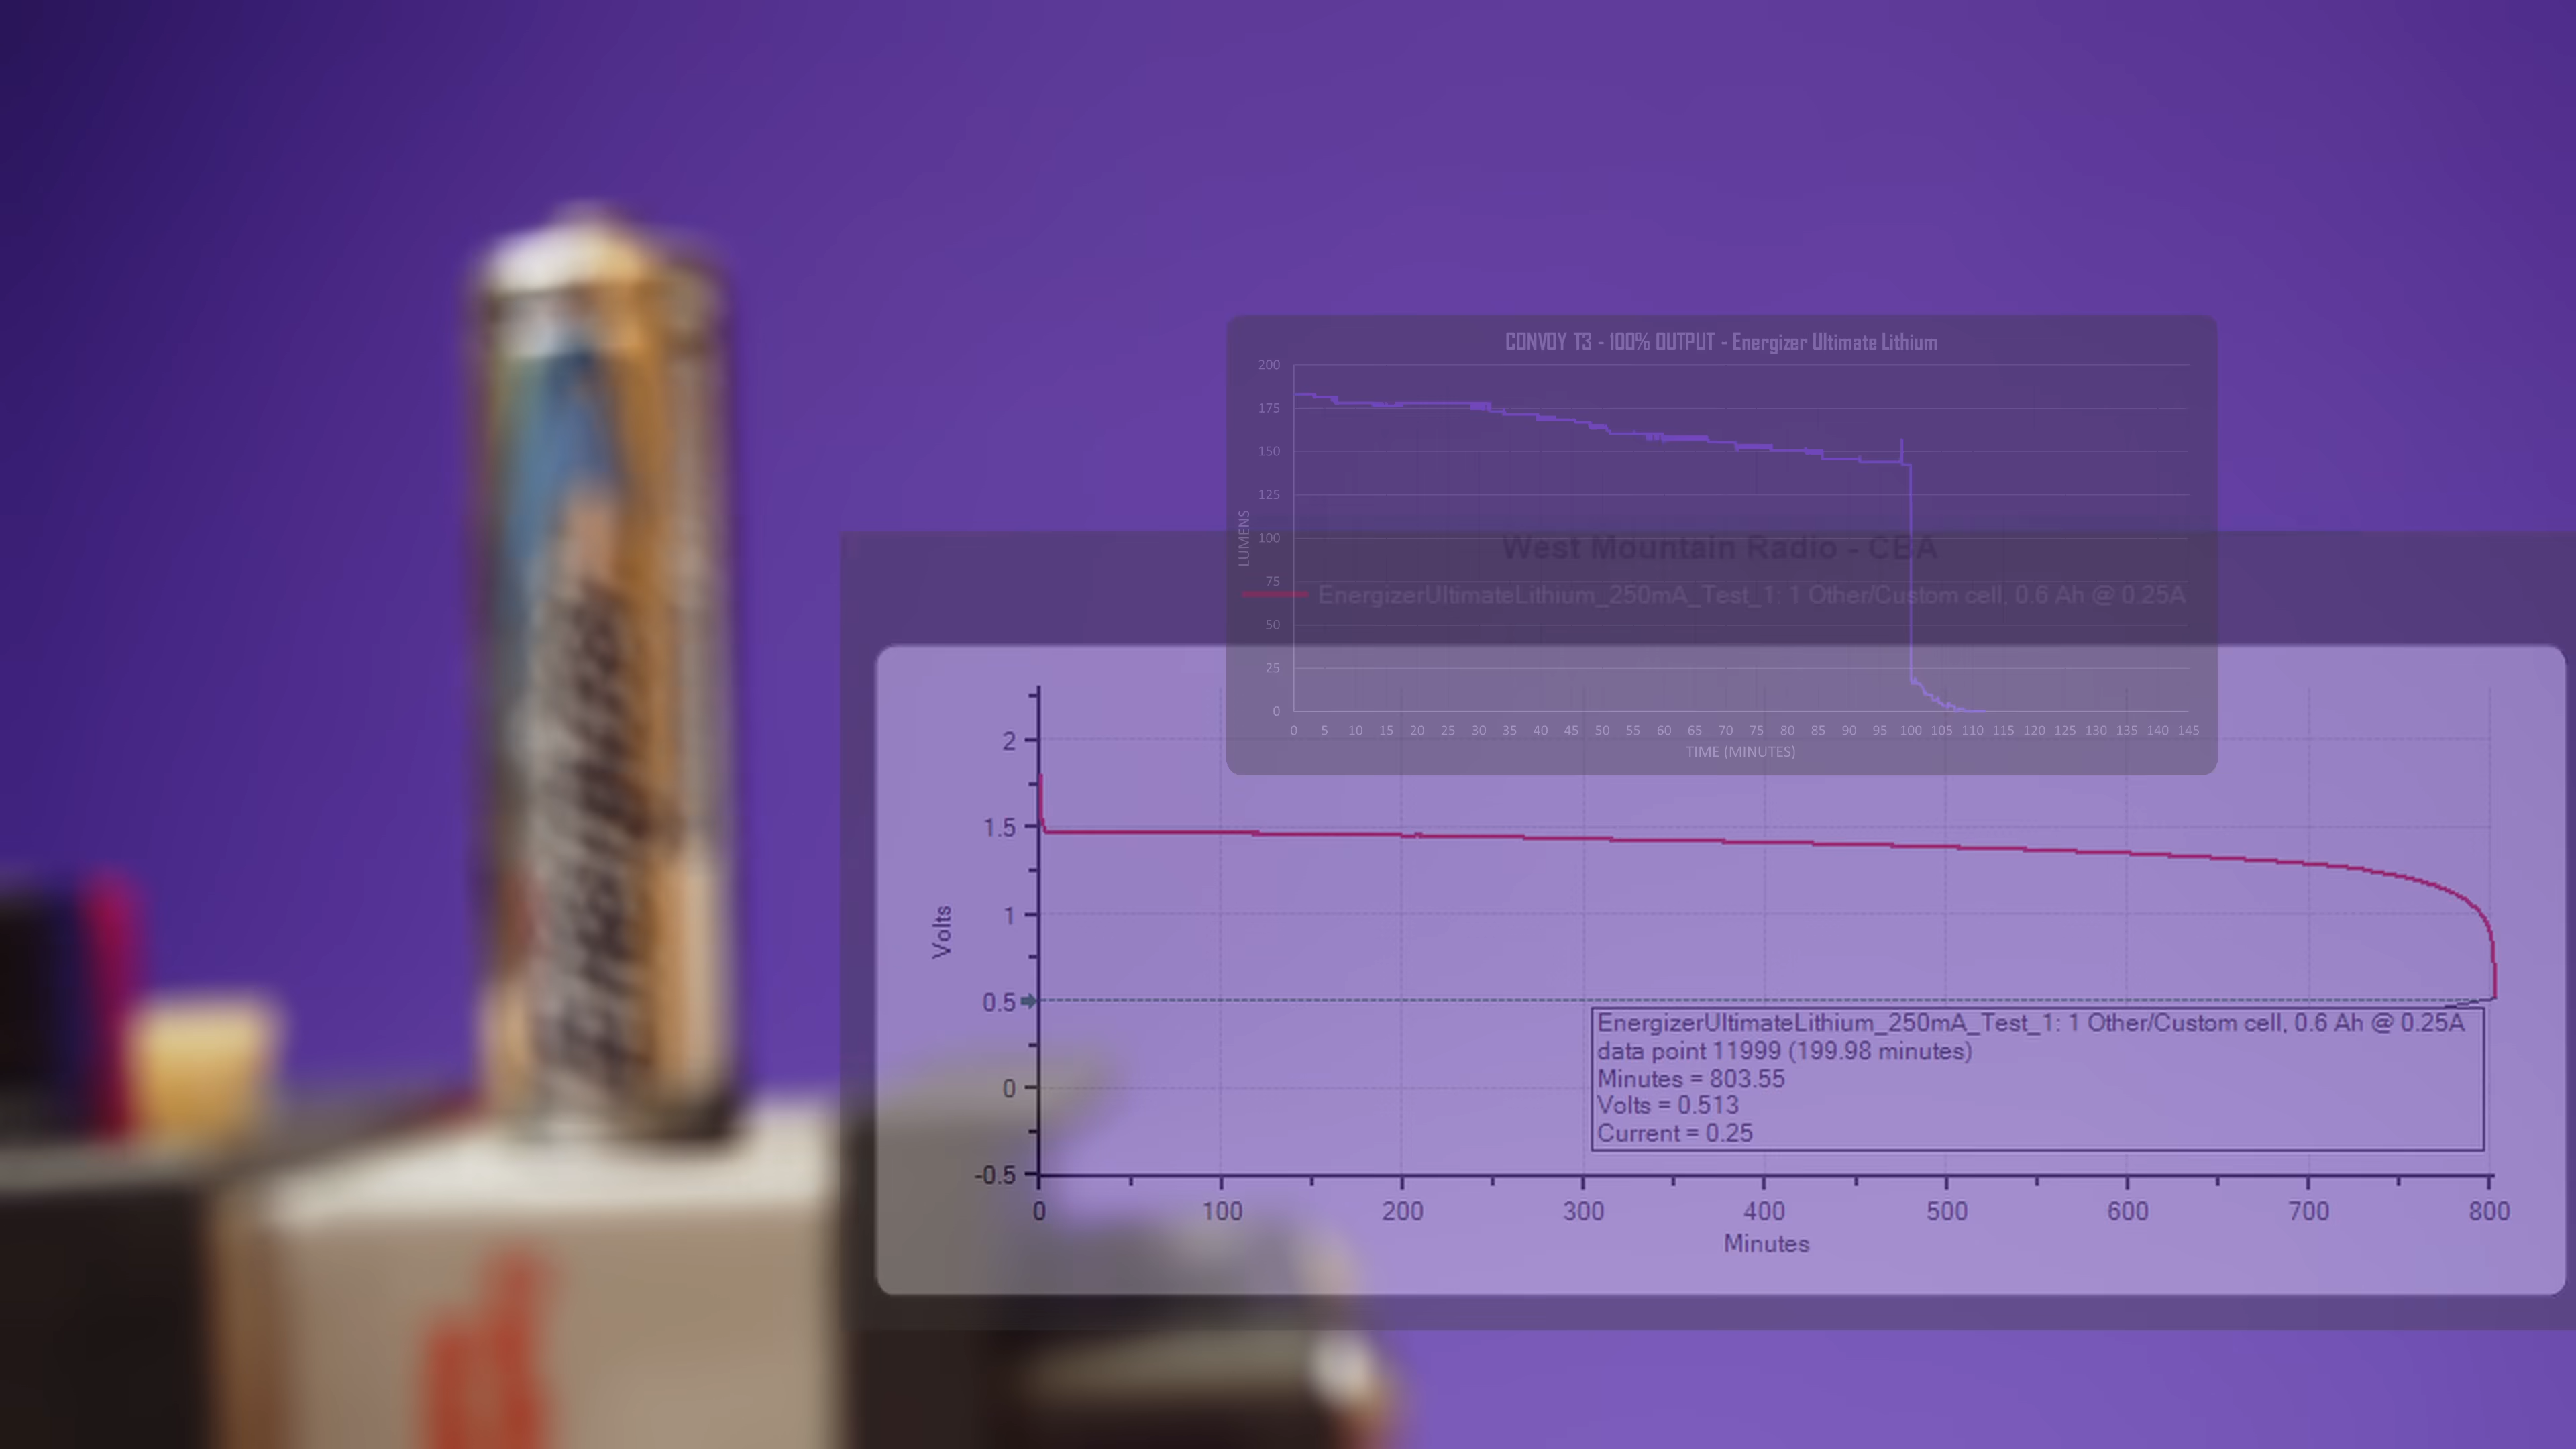 CONVOY T3 - 100% OUTPUT - Energizer Ultimate Lithium
200
175
150
125
100
75
50
25
0
LUMENS
0 5 10 15 20 25 30 35 40 45 50 55 60 65 70 75 80 85 90 95 100 105 110 115 120 125 130 135 140 145
TIME (MINUTES)
West Mountain Radio - CBA
EnergizerUltimateLithium_250mA_Test_1: 1 Other/Custom cell, 0.6 Ah @ 0.25A
2
1.5
1
0.5
0
-0.5
Volts
EnergizerUltimateLithium_250mA_Test_1: 1 Other/Custom cell, 0.6 Ah @ 0.25A
data point 11999 (199.98 minutes)
Minutes = 803.55
Volts = 0.513
Current = 0.25
0 100 200 300 400 500 600 700 800
Minutes
Energizer